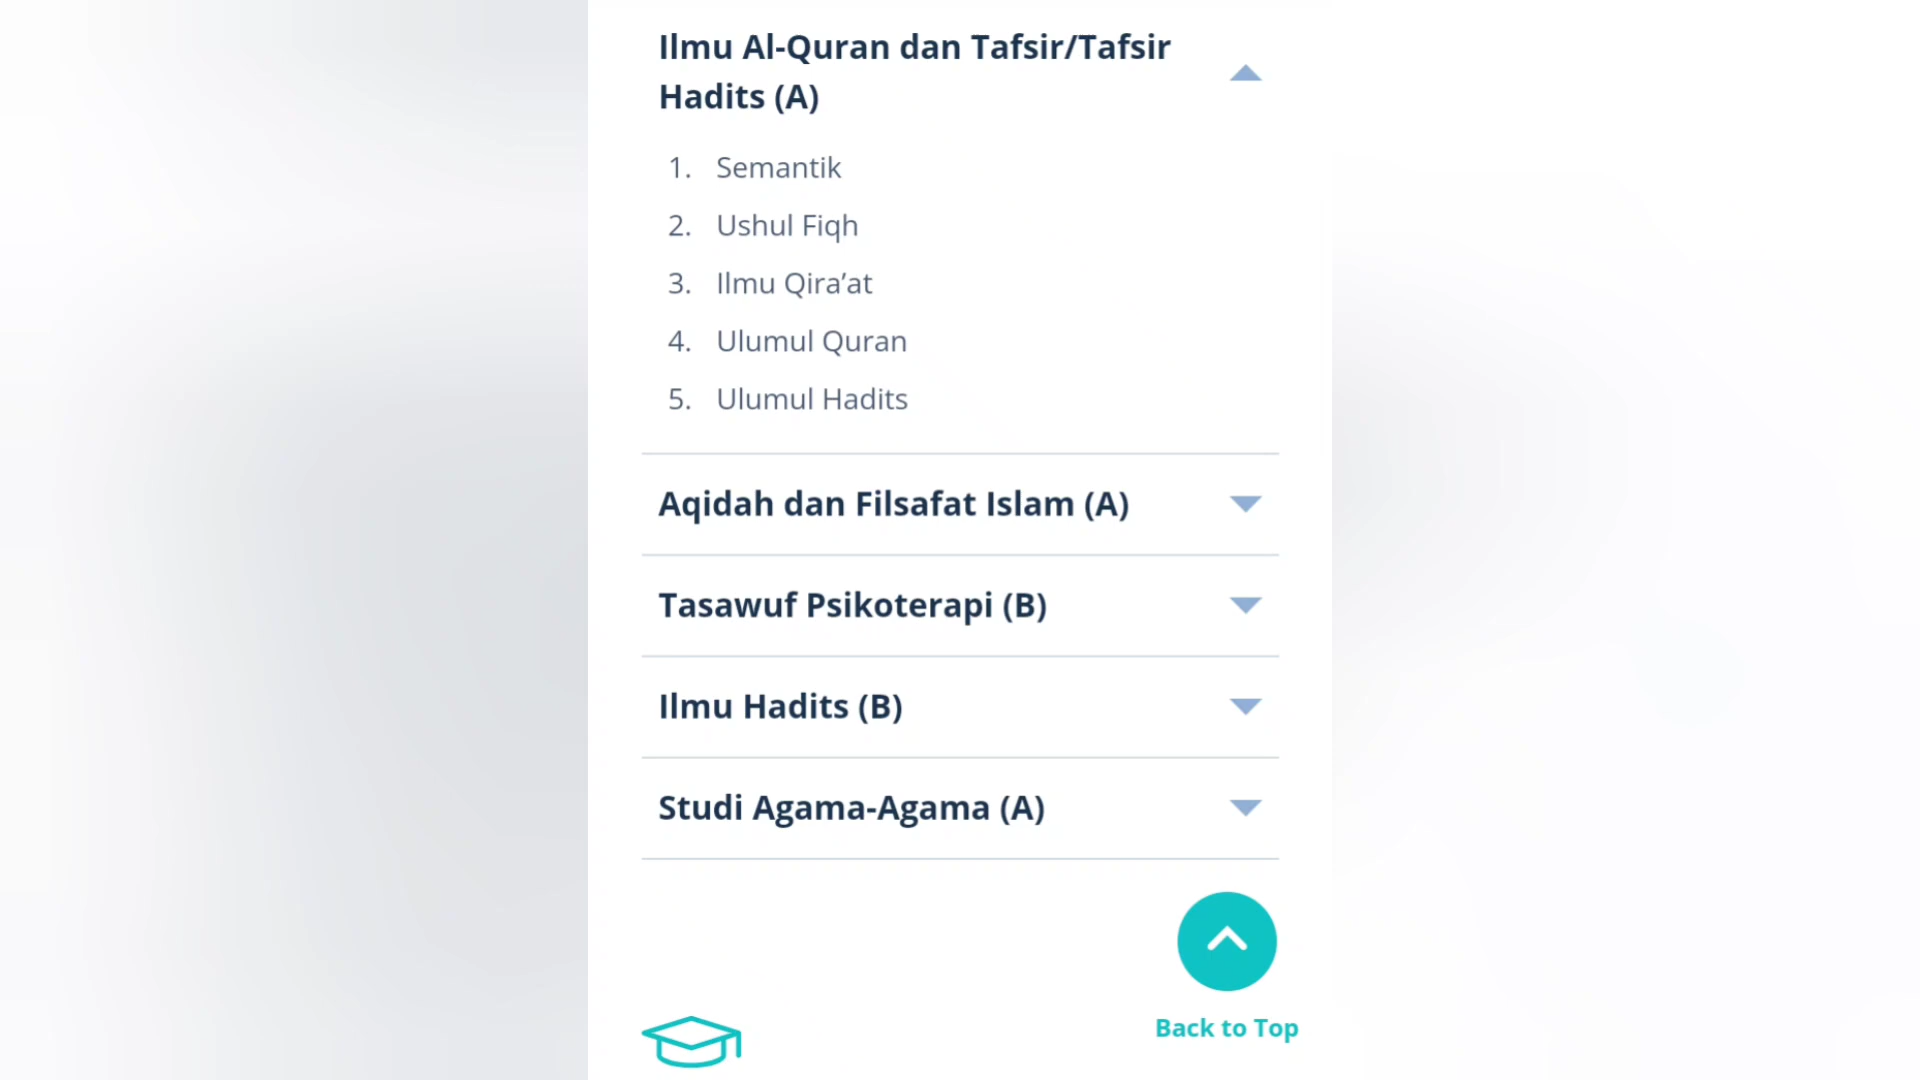 Ilmu Al-Quran dan Tafsir/Tafsir
Hadits (A)
1. Semantik
2. Ushul Fiqh
3. Ilmu Qira’at
4. Ulumul Quran
5. Ulumul Hadits
Aqidah dan Filsafat Islam (A)
Tasawuf Psikoterapi (B)
Ilmu Hadits (B)
Studi Agama-Agama (A)
Back to Top